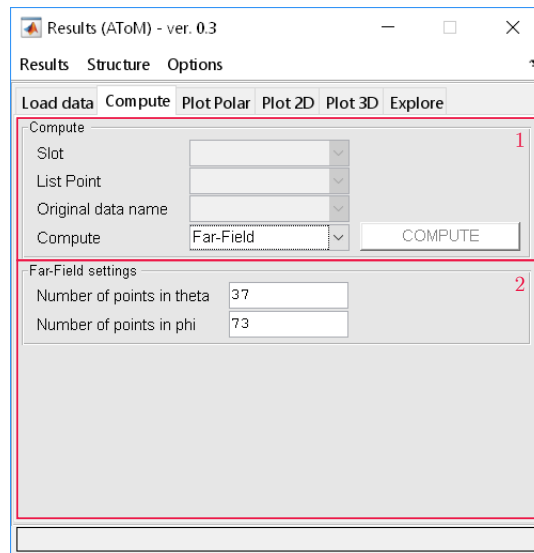 Results (AToM) - ver. 0.3
Results Structure Options
Load data Compute Plot Polar Plot 2D Plot 3D Explore
Compute
1
Slot
List Point
Original data name
Compute Far-Field COMPUTE
Far-Field settings
2
Number of points in theta 37
Number of points in phi 73